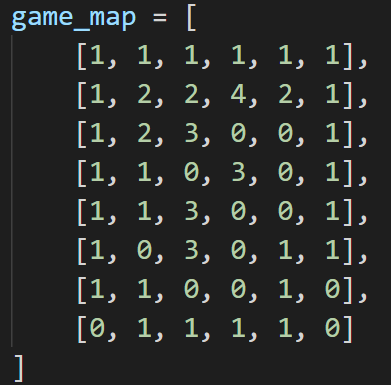 game_map = [
    [1, 1, 1, 1, 1, 1],
    [1, 2, 2, 4, 2, 1],
    [1, 2, 3, 0, 0, 1],
    [1, 1, 0, 3, 0, 1],
    [1, 1, 3, 0, 0, 1],
    [1, 0, 3, 0, 1, 1],
    [1, 1, 0, 0, 1, 0],
    [0, 1, 1, 1, 1, 0]
]